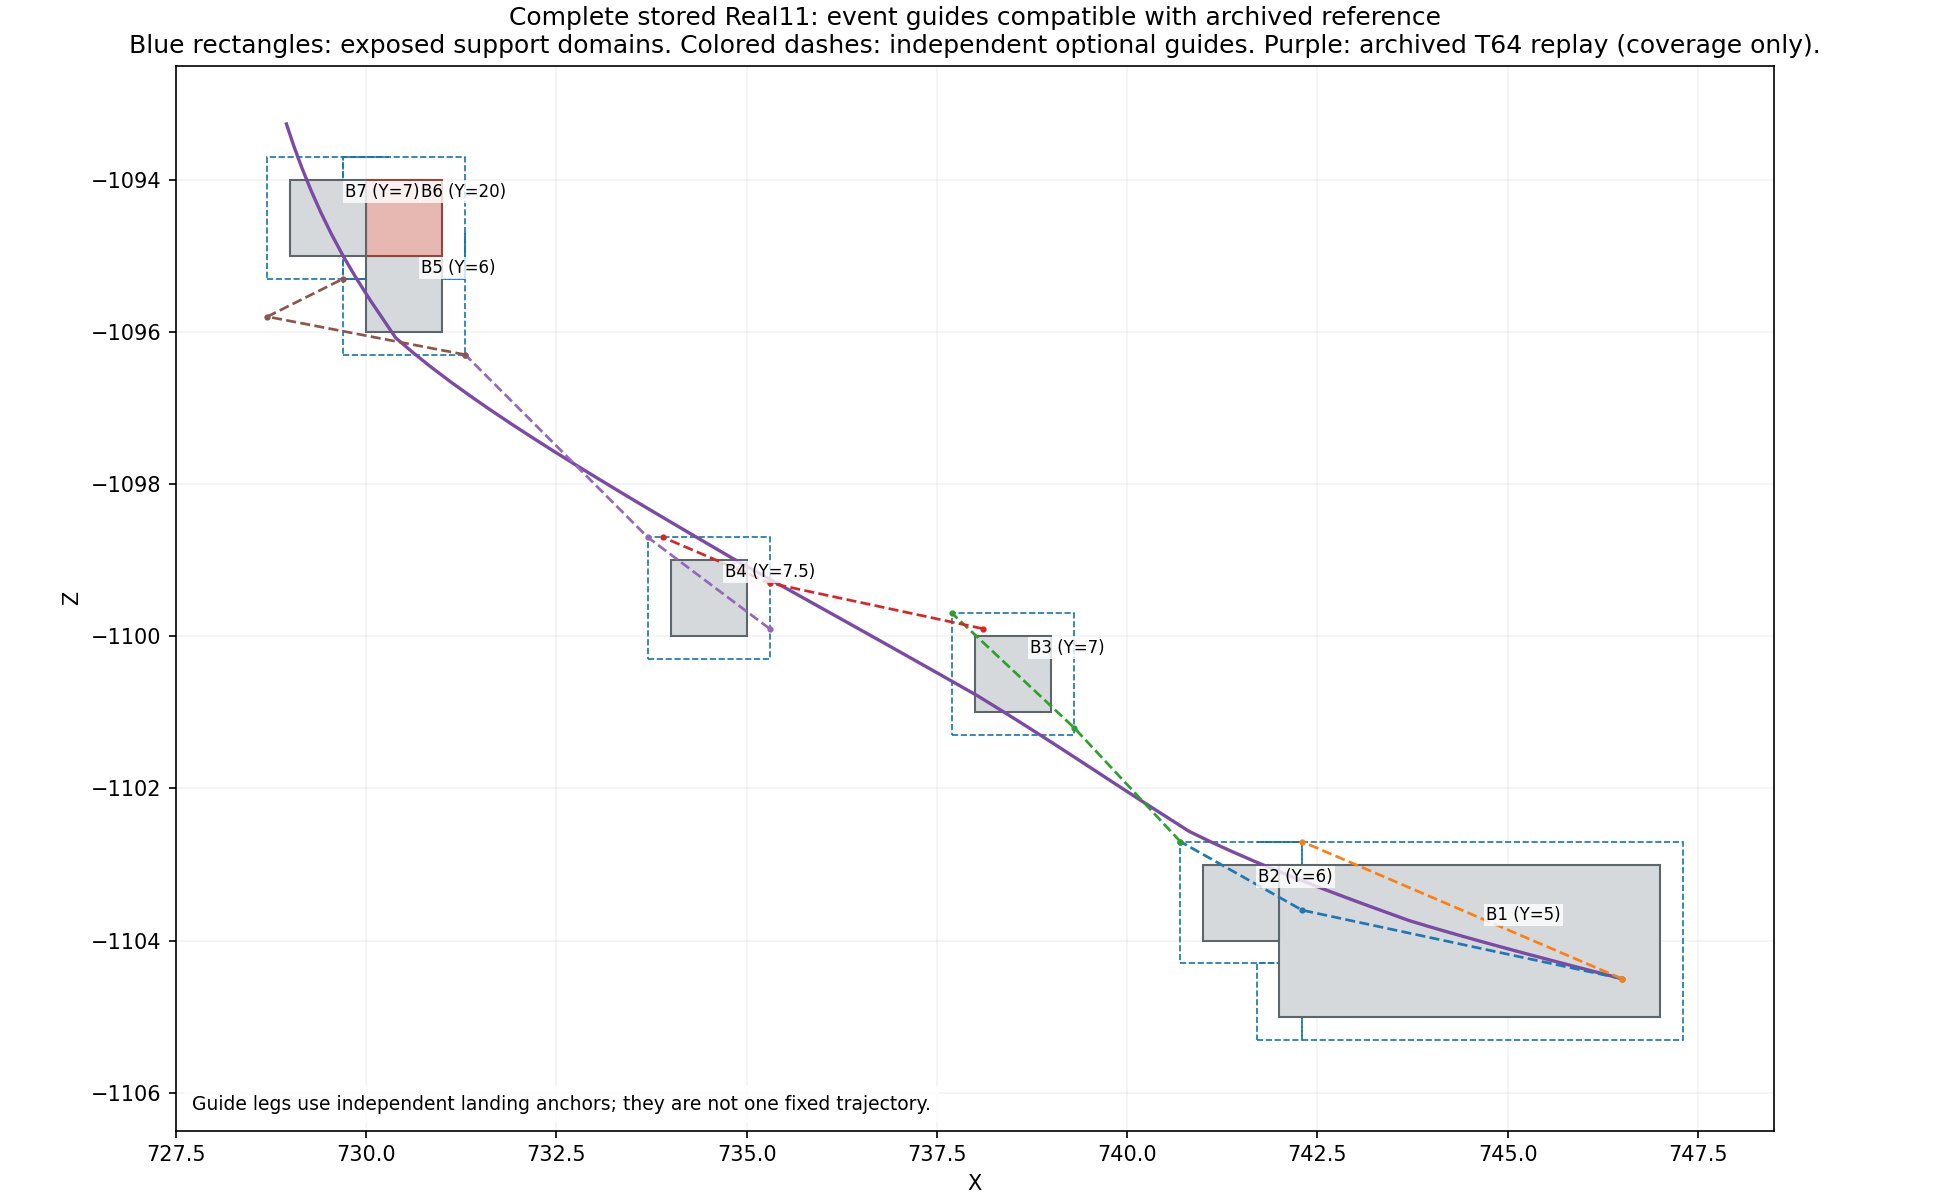 Complete stored Real11: event guides compatible with archived reference
Blue rectangles: exposed support domains. Colored dashes: independent optional guides. Purple: archived T64 replay (coverage only).
−1094
−1096
−1098
−1100
−1102
−1104
−1106
Z
B7 (Y=7)
B6 (Y=20)
B5 (Y=6)
B4 (Y=7.5)
B3 (Y=7)
B2 (Y=6)
B1 (Y=5)
Guide legs use independent landing anchors; they are not one fixed trajectory.
727.5
730.0
732.5
735.0
737.5
740.0
742.5
745.0
747.5
X